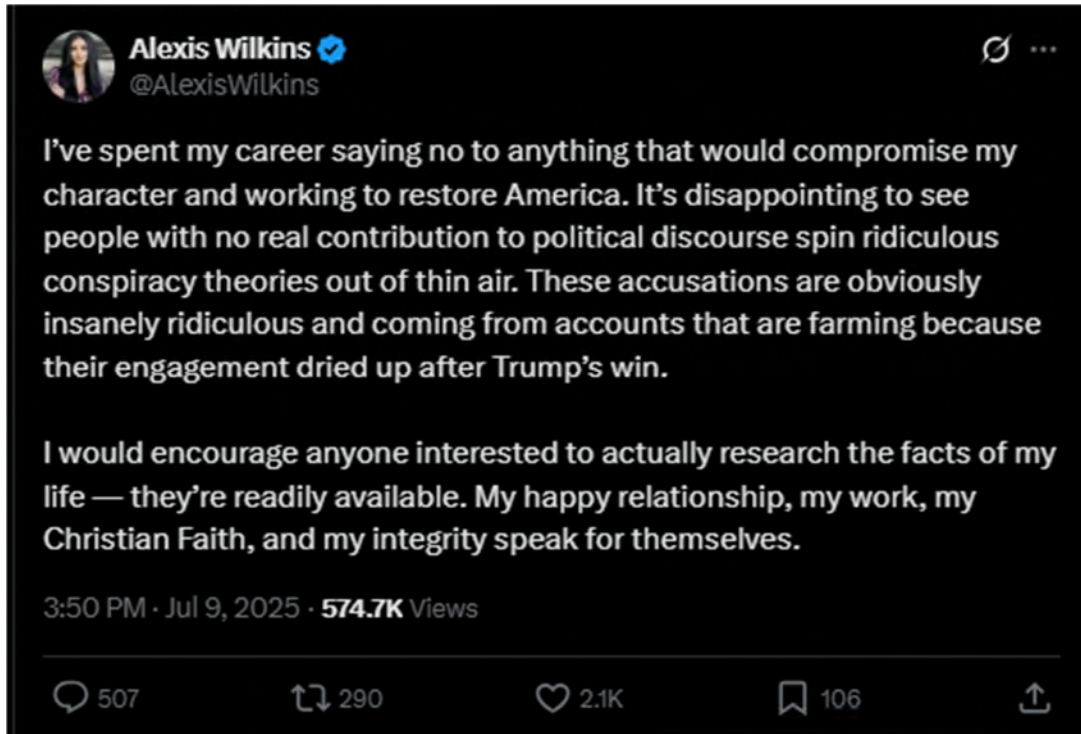 Alexis Wilkins
@AlexisWilkins
I’ve spent my career saying no to anything that would compromise my
character and working to restore America. It’s disappointing to see
people with no real contribution to political discourse spin ridiculous
conspiracy theories out of thin air. These accusations are obviously
insanely ridiculous and coming from accounts that are farming because
their engagement dried up after Trump’s win.
I would encourage anyone interested to actually research the facts of my
life — they’re readily available. My happy relationship, my work, my
Christian Faith, and my integrity speak for themselves.
3:50 PM · Jul 9, 2025 · 574.7K Views
507 290 2.1K 106